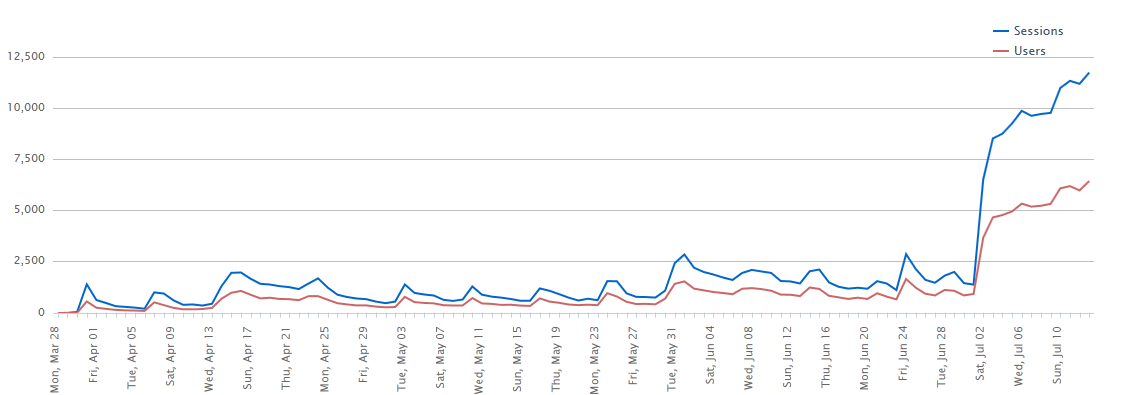 Sessions
Users
12,500
10,000
7,500
5,000
2,500
0
Mon, Mar 28
Fri, Apr 01
Tue, Apr 05
Sat, Apr 09
Wed, Apr 13
Sun, Apr 17
Thu, Apr 21
Mon, Apr 25
Fri, Apr 29
Tue, May 03
Sat, May 07
Wed, May 11
Sun, May 15
Thu, May 19
Mon, May 23
Fri, May 27
Tue, May 31
Sat, Jun 04
Wed, Jun 08
Sun, Jun 12
Thu, Jun 16
Mon, Jun 20
Fri, Jun 24
Tue, Jun 28
Sat, Jul 02
Wed, Jul 06
Sun, Jul 10